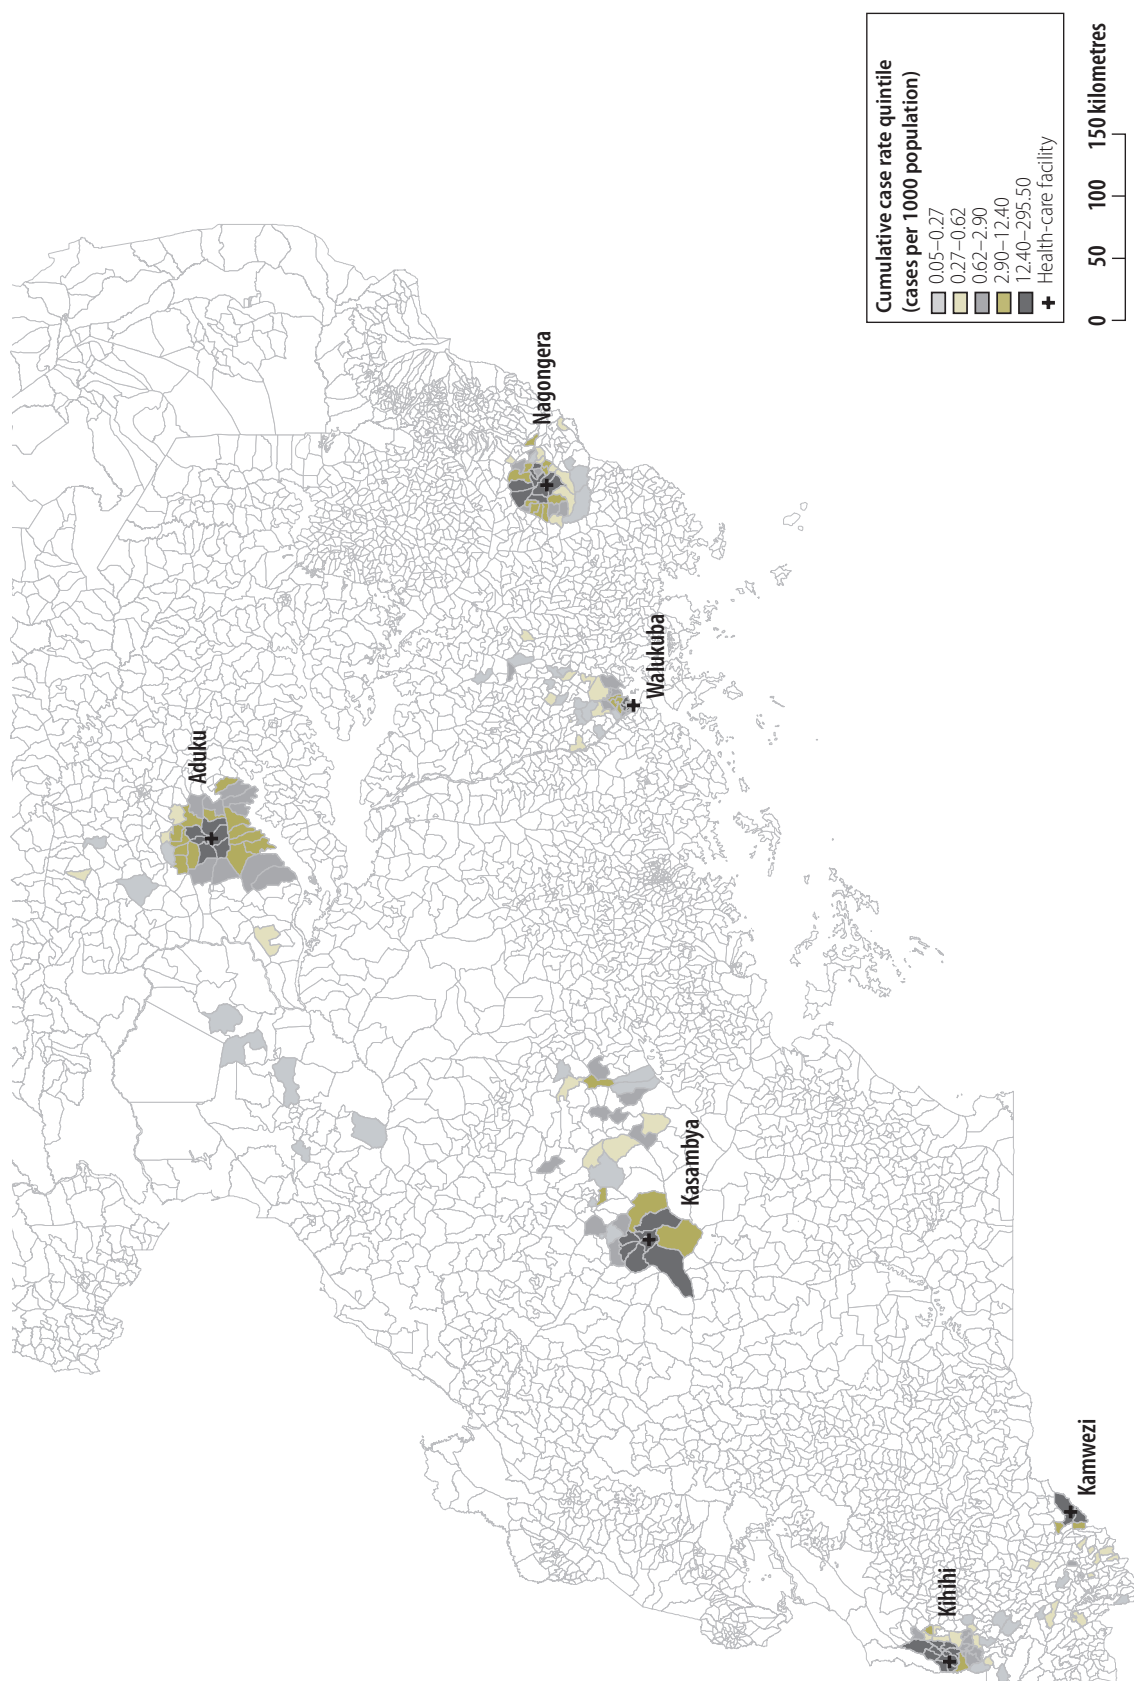 Cumulative case rate quintile
(cases per 1000 population)
0.05–0.27
0.27–0.62
0.62–2.90
2.90–12.40
12.40–295.50
Health-care facility
0 50 100 150 kilometres
Nagongera
Walukuba
Aduku
Kasambya
Kamwezi
Kihihi